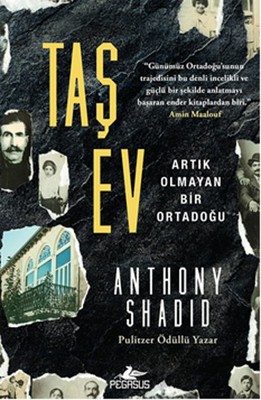 TAŞ
EV
"Günümüz Ortadoğu'sunun
trajedisini bu denli incelikli ve
güçlü bir şekilde anlatmayı
başaran ender kitaplardan biri."
Amin Maalouf
ARTIK
OLMAYAN
BİR
ORTADOĞU
ANTHONY
SHADID
Pulitzer Ödüllü Yazar
PEGASUS